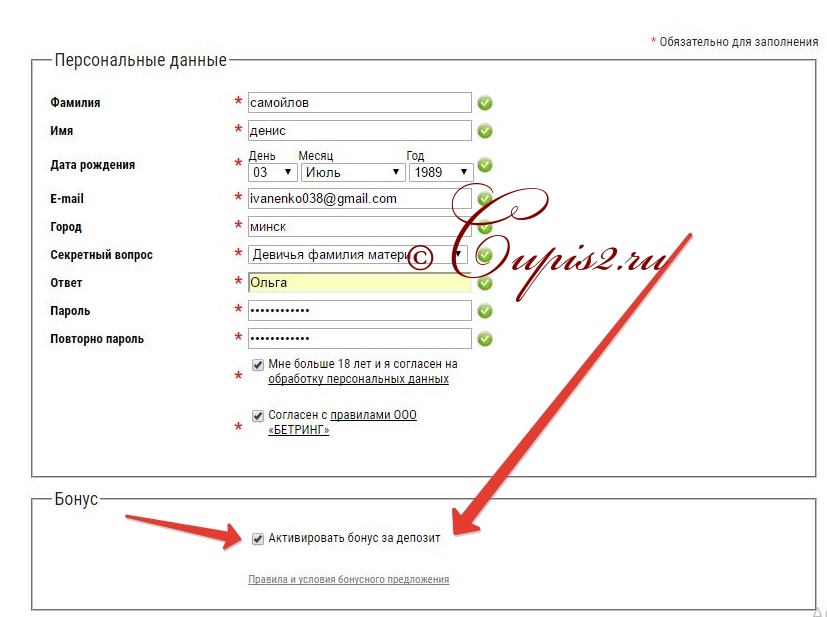 * Обязательно для заполнения
Персональные данные
Фамилия * самойлов
Имя * денис
День Месяц Год
Дата рождения * 03 Июль 1989
E-mail * ivanenko038@gmail.com
Город * минск
Секретный вопрос * Девичья фамилия матери
© Cupis2.ru
Ответ * Ольга
Пароль * ••••••••••••
Повторно пароль * ••••••••••••
Мне больше 18 лет и я согласен на
* обработку персональных данных
Согласен с правилами ООО
* «БЕТРИНГ»
Бонус
Активировать бонус за депозит
Правила и условия бонусного предложения